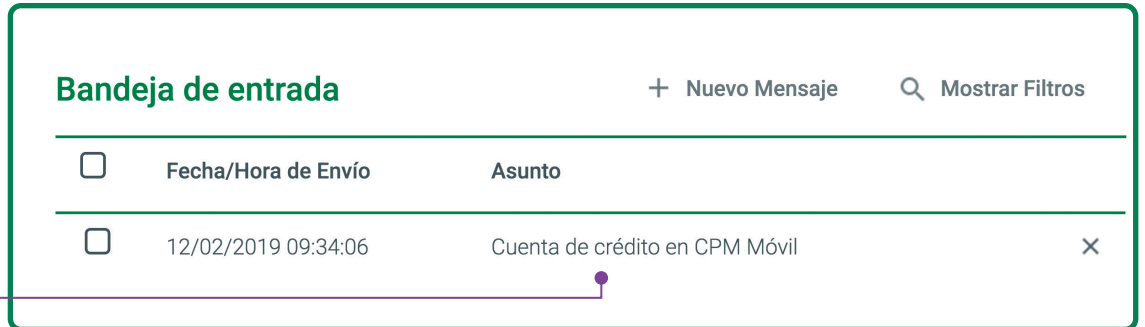 Bandeja de entrada + Nuevo Mensaje Mostrar Filtros
Fecha/Hora de Envío Asunto
12/02/2019 09:34:06 Cuenta de crédito en CPM Móvil